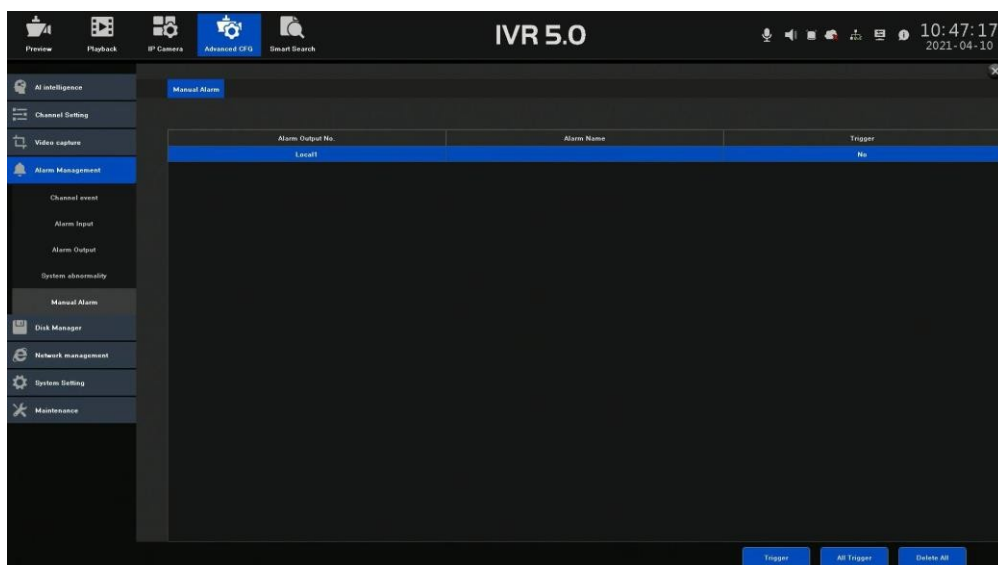 IVR 5.0
10:47:17
2021-04-10
Preview Playback IP Camera Advanced CFG Smart Search
AI intelligence
Channel Setting
Video capture
Alarm Management
Channel event
Alarm Input
Alarm Output
System abnormality
Manual Alarm
Disk Manager
Network management
System Setting
Maintenance
Manual Alarm
Alarm Output No. Alarm Name Trigger
Local1 No
Trigger All Trigger Delete All